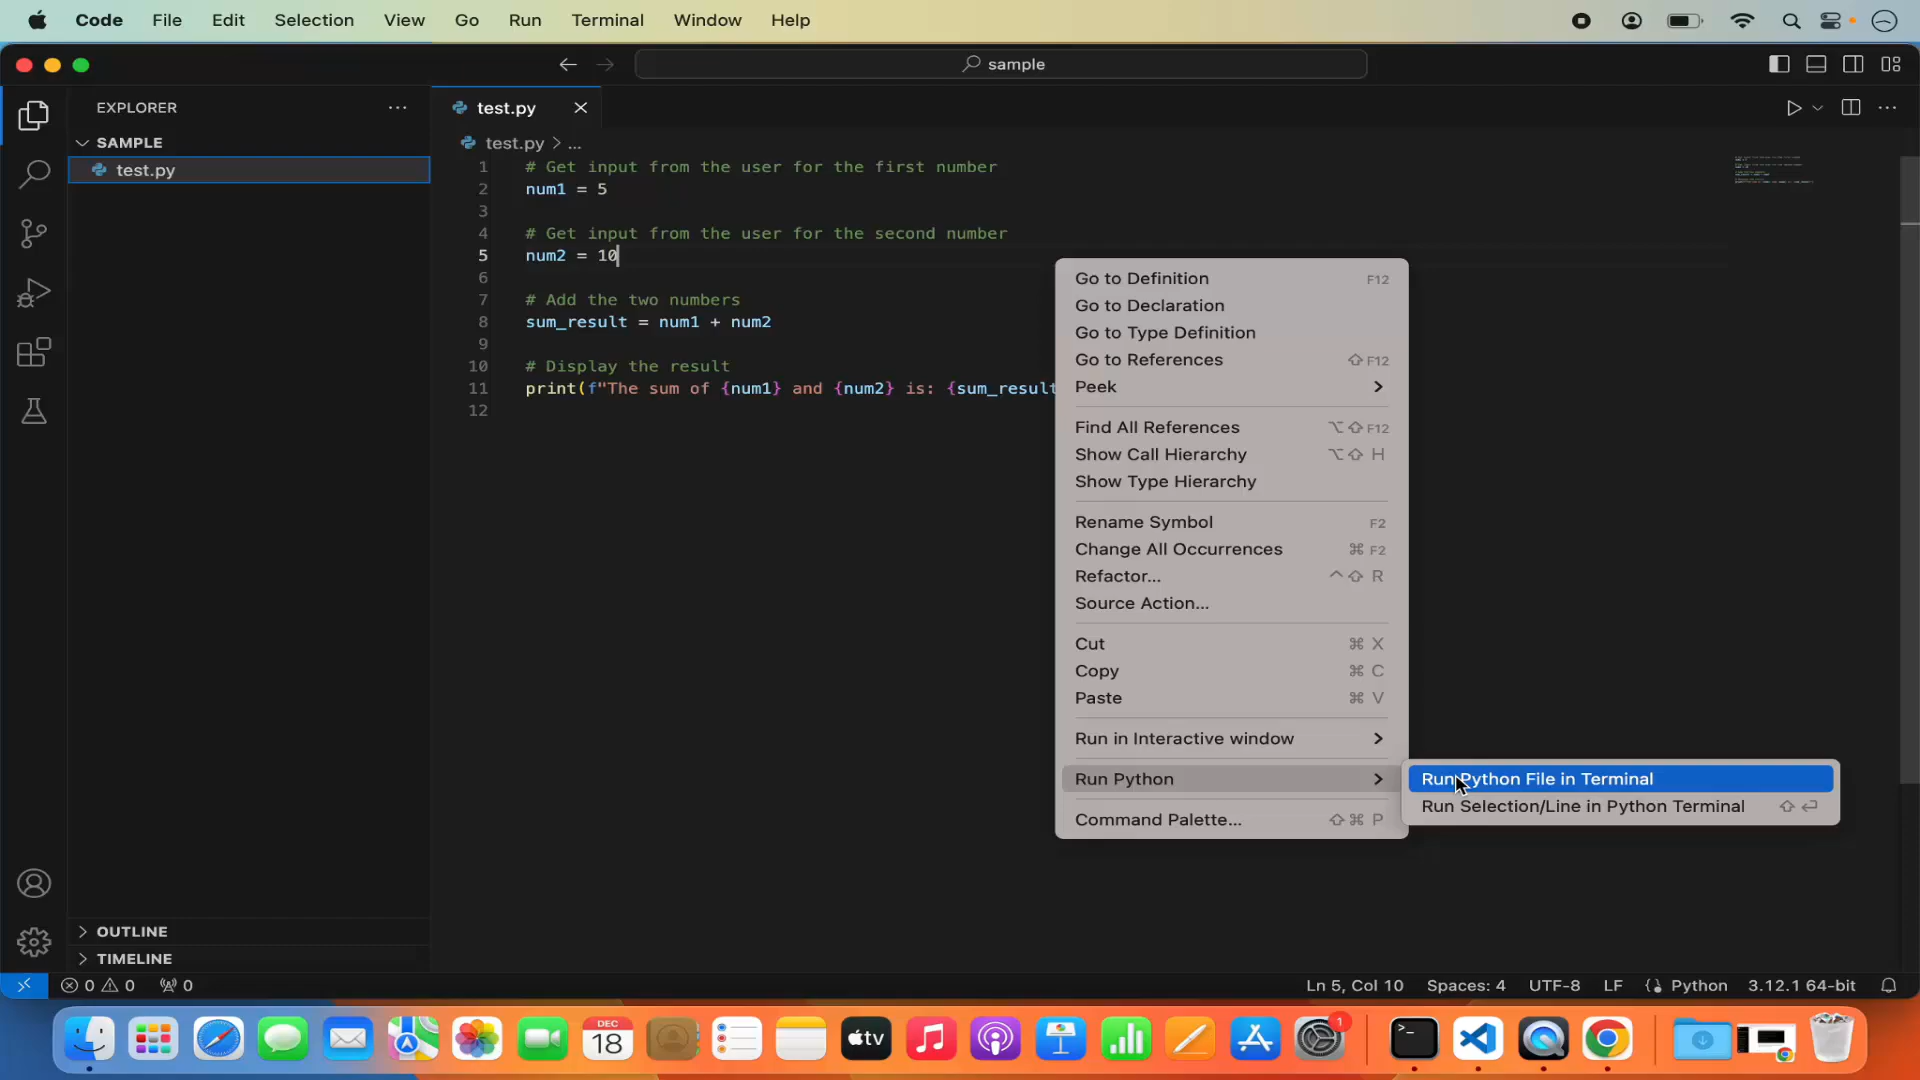 Code File Edit Selection View Go Run Terminal Window Help
sample
EXPLORER
SAMPLE
test.py
OUTLINE
TIMELINE
test.py
test.py > ...
1 # Get input from the user for the first number
2 num1 = 5
3
4 # Get input from the user for the second number
5 num2 = 10
6
7 # Add the two numbers
8 sum_result = num1 + num2
9
10 # Display the result
11 print(f"The sum of {num1} and {num2} is: {sum_result
12
Go to Definition F12
Go to Declaration
Go to Type Definition
Go to References ⇧ F12
Peek
Find All References ⌥ ⇧ F12
Show Call Hierarchy ⌥ ⇧ H
Show Type Hierarchy
Rename Symbol F2
Change All Occurrences ⌘ F2
Refactor... ^ ⇧ R
Source Action...
Cut ⌘ X
Copy ⌘ C
Paste ⌘ V
Run in Interactive window
Run Python
Command Palette... ⇧ ⌘ P
Run Python File in Terminal
Run Selection/Line in Python Terminal ⇧ ↩
0 0 0
Ln 5, Col 10 Spaces: 4 UTF-8 LF Python 3.12.1 64-bit
DEC
18
tv
1